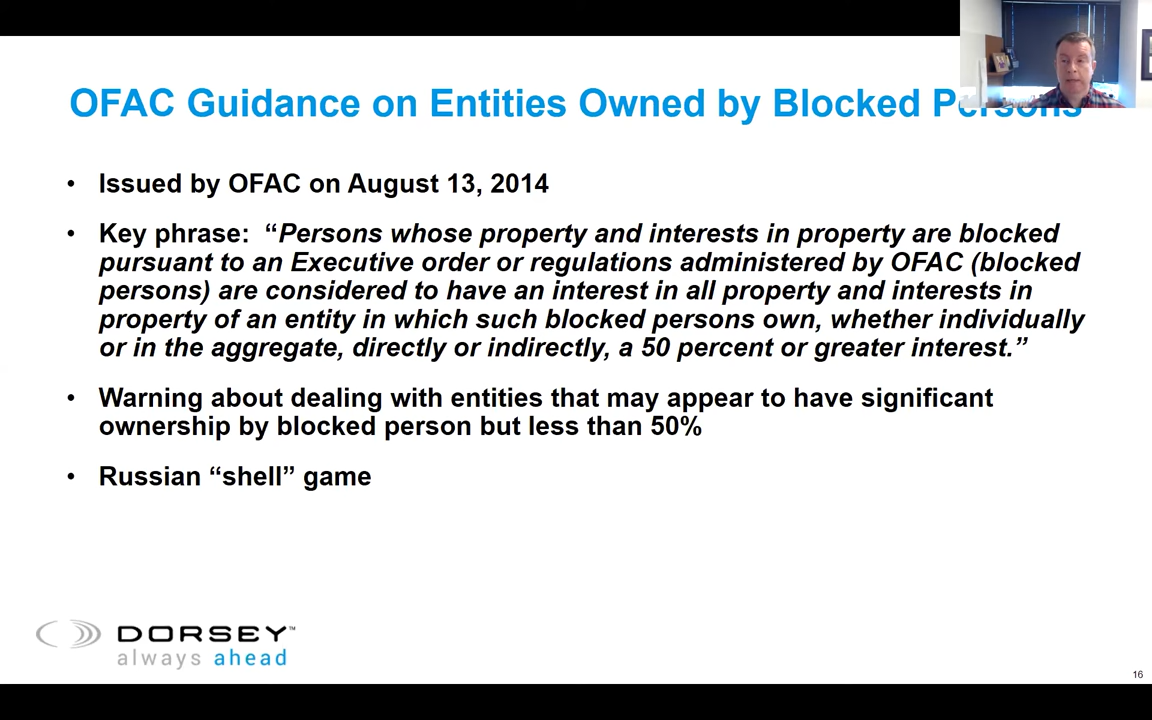 OFAC Guidance on Entities Owned by Blocked Persons
• Issued by OFAC on August 13, 2014
• Key phrase: “Persons whose property and interests in property are blocked
pursuant to an Executive order or regulations administered by OFAC (blocked
persons) are considered to have an interest in all property and interests in
property of an entity in which such blocked persons own, whether individually
or in the aggregate, directly or indirectly, a 50 percent or greater interest.”
• Warning about dealing with entities that may appear to have significant
ownership by blocked person but less than 50%
• Russian “shell” game
DORSEY™
always ahead
16